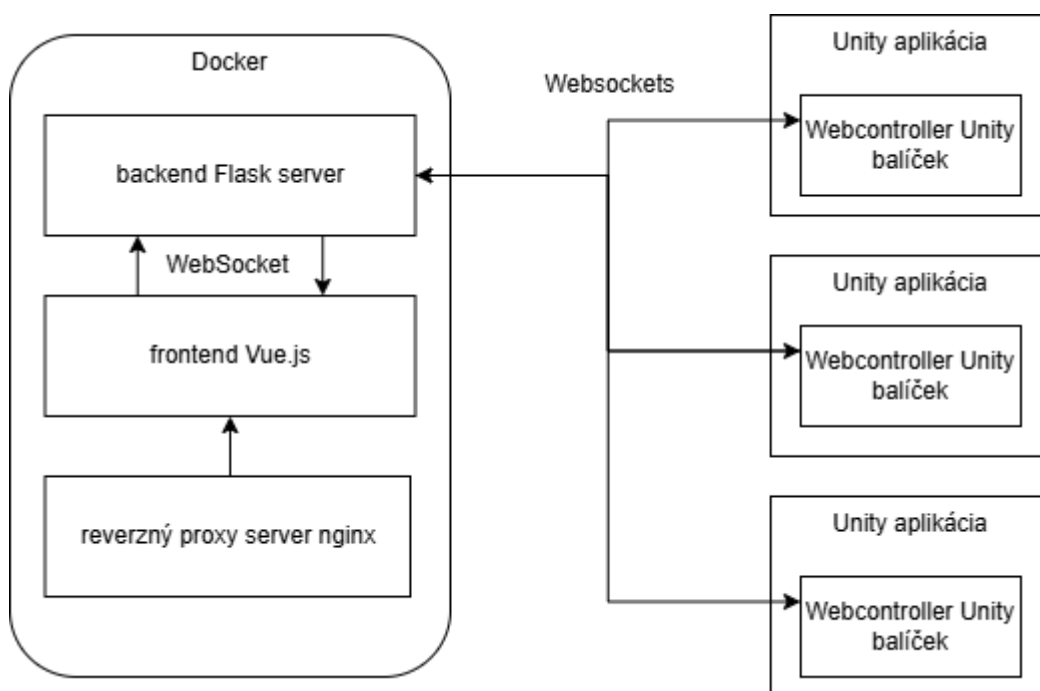 Docker
backend Flask server
WebSocket
frontend Vue.js
reverzný proxy server nginx
Websockets
Unity aplikácia
Webcontroller Unity
balíček
Unity aplikácia
Webcontroller Unity
balíček
Unity aplikácia
Webcontroller Unity
balíček